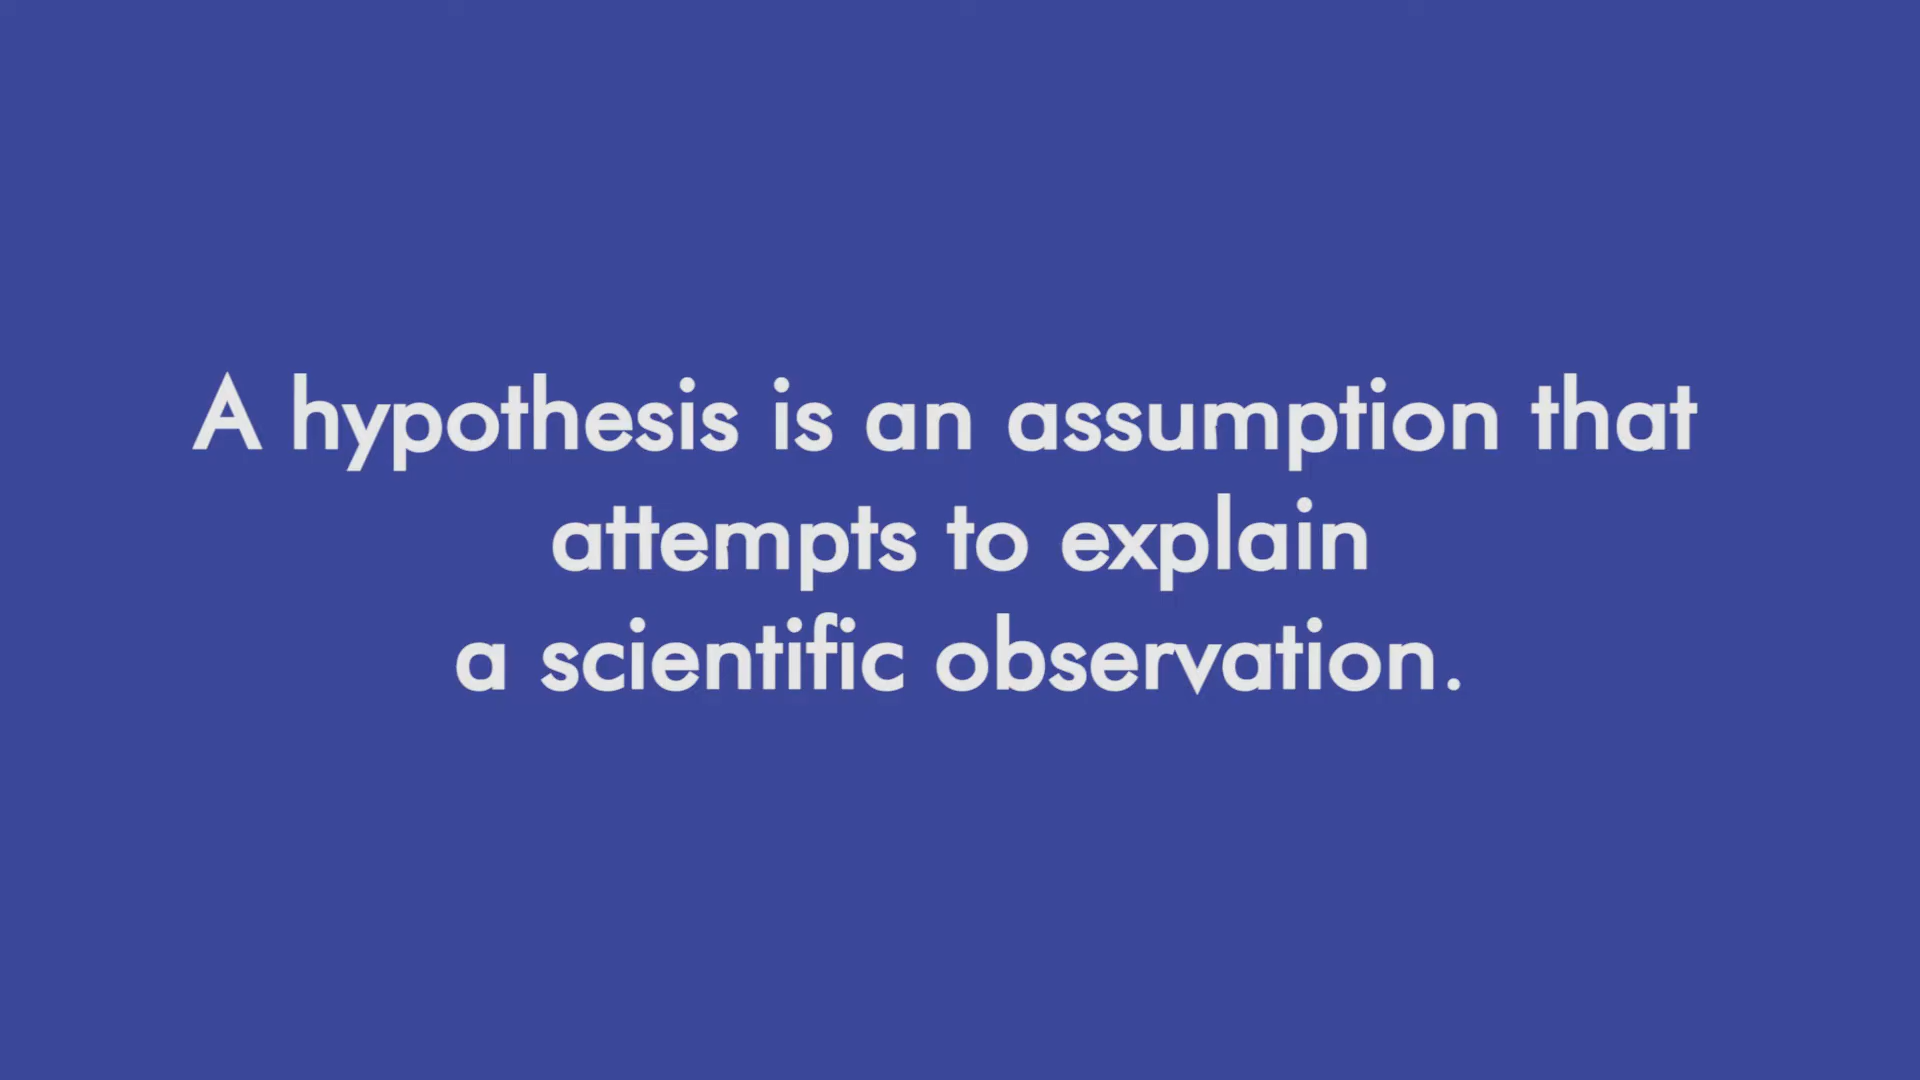 A hypothesis is an assumption that
attempts to explain
a scientific observation.